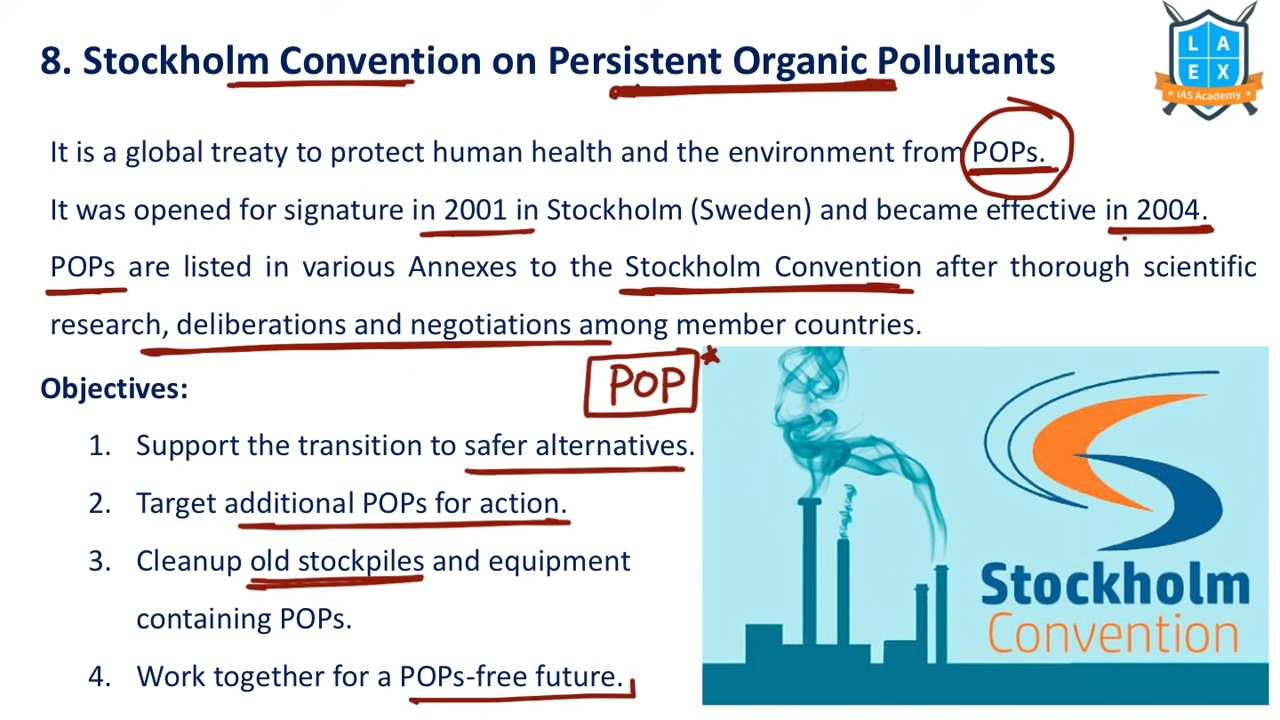 8. Stockholm Convention on Persistent Organic Pollutants
L A
E X
IAS Academy
It is a global treaty to protect human health and the environment from POPs.
It was opened for signature in 2001 in Stockholm (Sweden) and became effective in 2004.
POPs are listed in various Annexes to the Stockholm Convention after thorough scientific
research, deliberations and negotiations among member countries.
Objectives:
POP*
1. Support the transition to safer alternatives.
2. Target additional POPs for action.
3. Cleanup old stockpiles and equipment
containing POPs.
4. Work together for a POPs-free future.
Stockholm
Convention